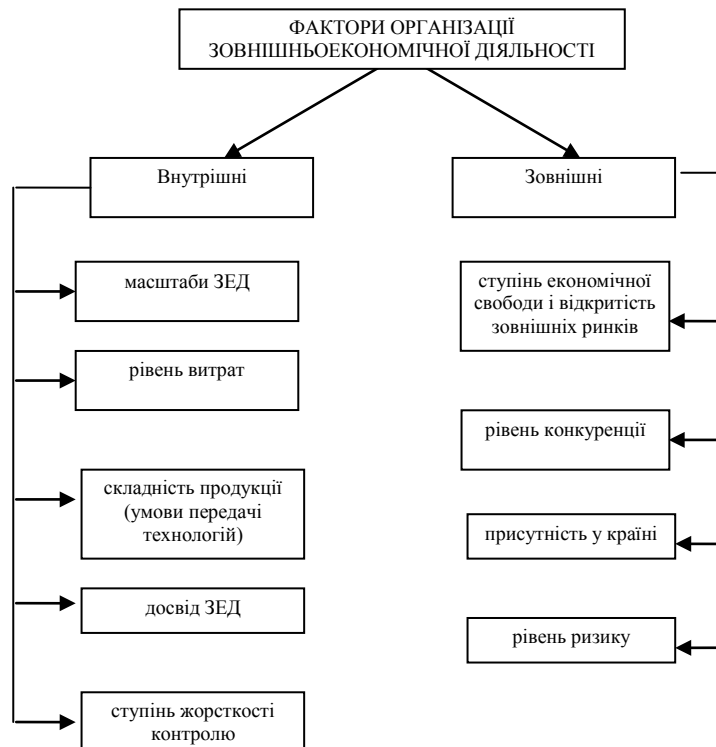 ФАКТОРИ ОРГАНІЗАЦІЇ
ЗОВНІШНЬОЕКОНОМІЧНОЇ ДІЯЛЬНОСТІ
Внутрішні
масштаби ЗЕД
рівень витрат
складність продукції
(умови передачі
технологій)
досвід ЗЕД
ступінь жорсткості
контролю
Зовнішні
ступінь економічної
свободи і відкритість
зовнішніх ринків
рівень конкуренції
присутність у країні
рівень ризику